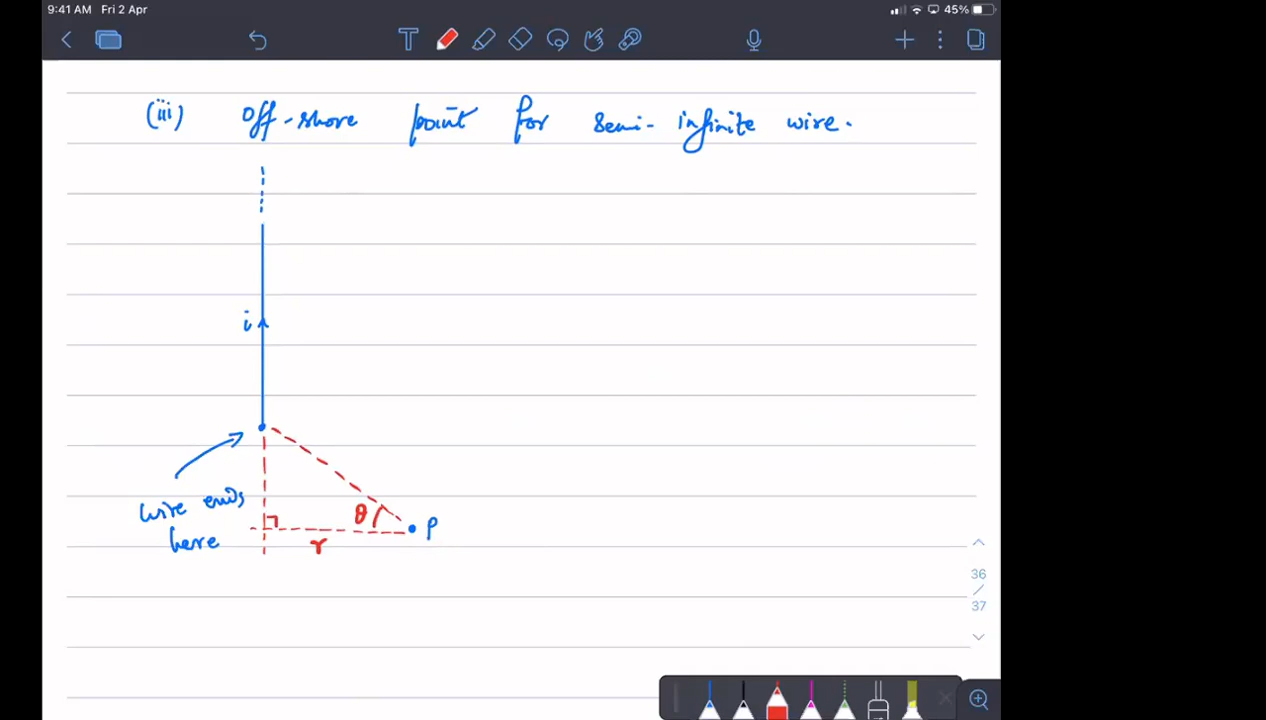 9:41 AM Fri 2 Apr
45%
T
(iii) Off-shore point for semi-infinite wire.
i
wire ends
here
θ
P
r
36
/
37